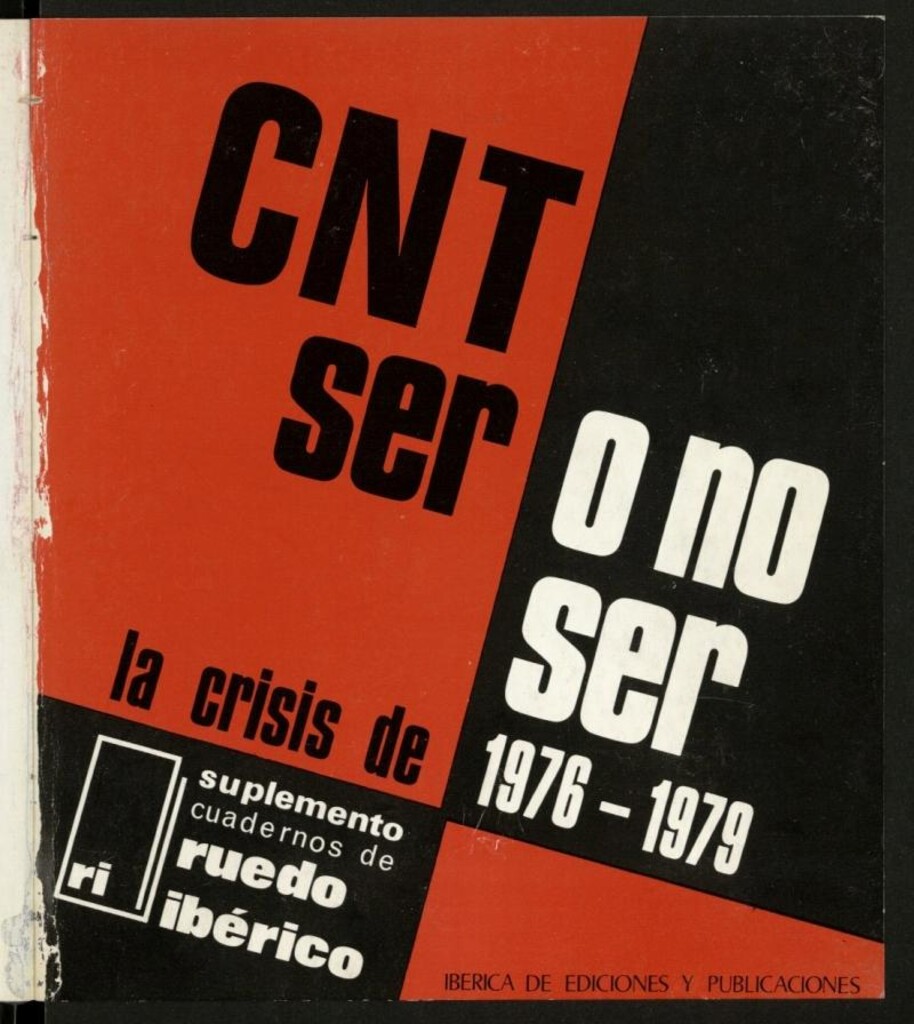 CNT
ser
o no
ser
la crisis de
1976 – 1979
suplemento
cuadernos de
ruedo
ibérico
ri
IBERICA DE EDICIONES Y PUBLICACIONES